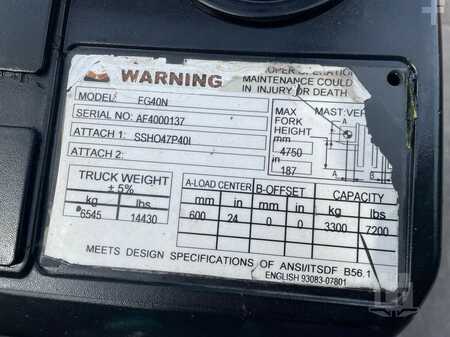 WARNING
OPER OPERATION
MAINTENANCE COULD
IN INJURY OR DEATH
MODEL: FG40N
SERIAL NO: AF4000137
ATTACH 1: SSHO47P40I
ATTACH 2:
MAX FORK HEIGHT
mm
4750
in
187
MAST: VER
A
B
A
TRUCK WEIGHT
± 5%
kg lbs
6545 14430
A-LOAD CENTER B-OFFSET CAPACITY
mm in mm in kg lbs
600 24 0 0 3300 7200
MEETS DESIGN SPECIFICATIONS OF ANSI/ITSDF B56.1
ENGLISH 93083-07801